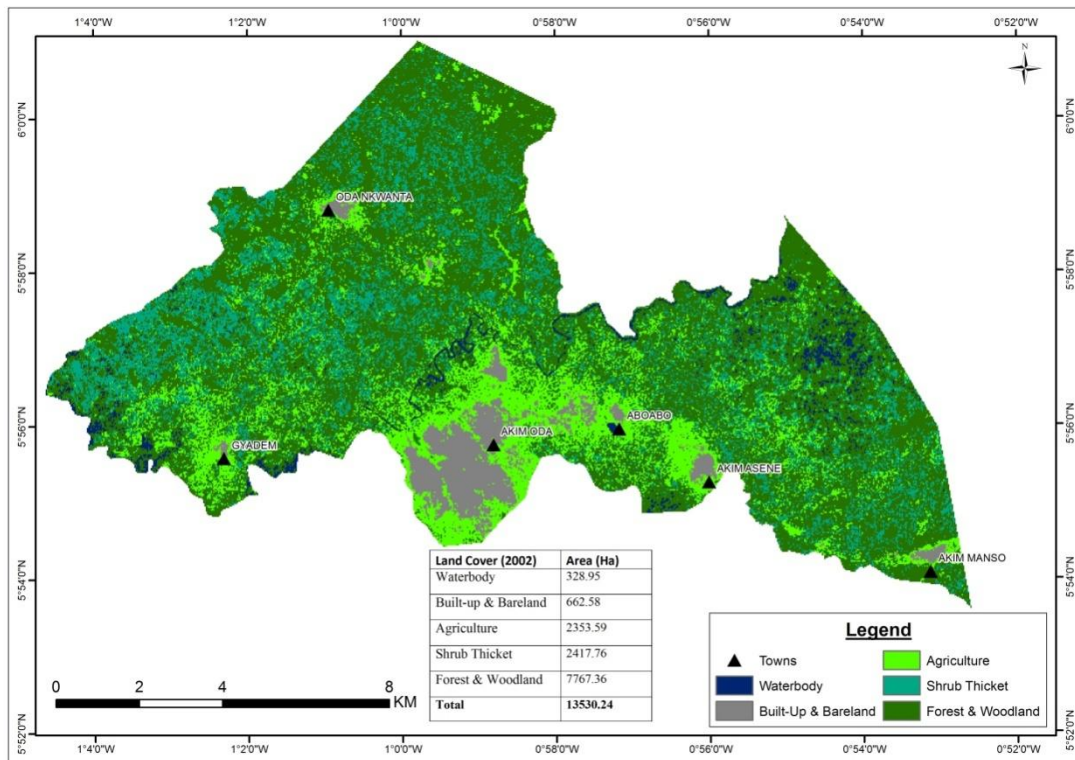 1°4'0"W 1°2'0"W 1°0'0"W 0°58'0"W 0°56'0"W 0°54'0"W 0°52'0"W
N
6°0'0"N 6°0'0"N
ODA NKWANTA
5°58'0"N 5°58'0"N
ABOABO
5°56'0"N 5°56'0"N
AKIM ODA
GYADEM
AKIM ASENE
AKIM MANSO
5°54'0"N 5°54'0"N
Land Cover (2002) Area (Ha)
Waterbody 328.95
Built-up & Bareland 662.58
Agriculture 2353.59
Shrub Thicket 2417.76
Forest & Woodland 7767.36
Total 13530.24
Legend
Towns Agriculture
Waterbody Shrub Thicket
Built-Up & Bareland Forest & Woodland
0 2 4 8
KM
5°52'0"N 5°52'0"N
1°4'0"W 1°2'0"W 1°0'0"W 0°58'0"W 0°56'0"W 0°54'0"W 0°52'0"W